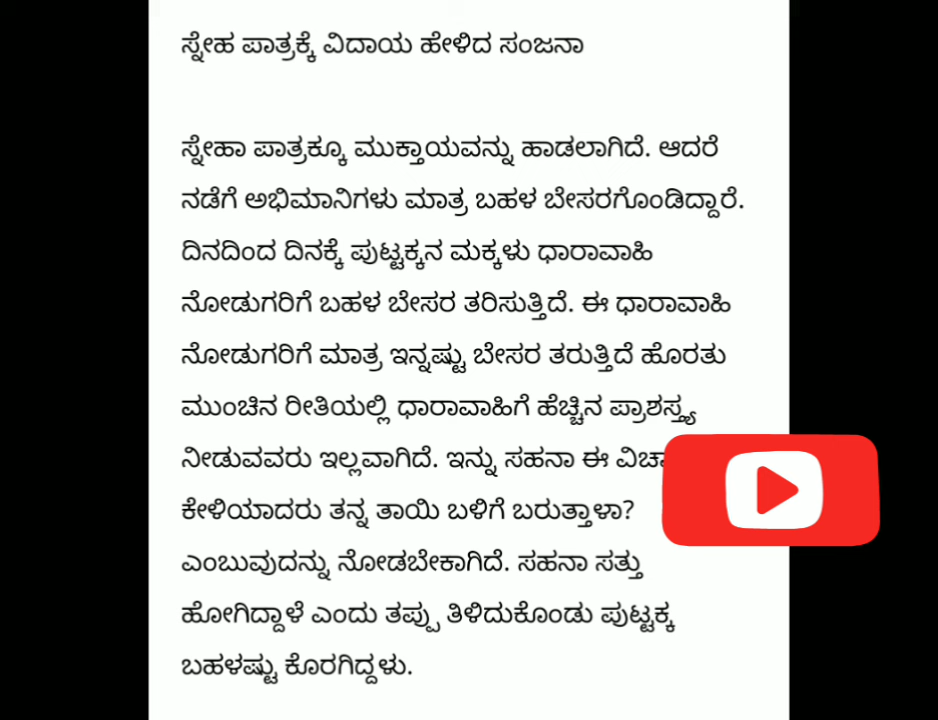 ಸ್ನೇಹ ಪಾತ್ರಕ್ಕೆ ವಿದಾಯ ಹೇಳಿದ ಸಂಜನಾ
ಸ್ನೇಹಾ ಪಾತ್ರಕ್ಕೂ ಮುಕ್ತಾಯವನ್ನು ಹಾಡಲಾಗಿದೆ. ಆದರೆ
ನಡೆಗೆ ಅಭಿಮಾನಿಗಳು ಮಾತ್ರ ಬಹಳ ಬೇಸರಗೊಂಡಿದ್ದಾರೆ.
ದಿನದಿಂದ ದಿನಕ್ಕೆ ಪುಟ್ಟಕ್ಕನ ಮಕ್ಕಳು ಧಾರಾವಾಹಿ
ನೋಡುಗರಿಗೆ ಬಹಳ ಬೇಸರ ತರಿಸುತ್ತಿದೆ. ಈ ಧಾರಾವಾಹಿ
ನೋಡುಗರಿಗೆ ಮಾತ್ರ ಇನ್ನಷ್ಟು ಬೇಸರ ತರುತ್ತಿದೆ ಹೊರತು
ಮುಂಚಿನ ರೀತಿಯಲ್ಲಿ ಧಾರಾವಾಹಿಗೆ ಹೆಚ್ಚಿನ ಪ್ರಾಶಸ್ತ್ಯ
ನೀಡುವವರು ಇಲ್ಲವಾಗಿದೆ. ಇನ್ನು ಸಹನಾ ಈ
ಕೇಳಿಯಾದರು ತನ್ನ ತಾಯಿ ಬಳಿಗೆ ಬರುತ್ತಾಳಾ?
ಎಂಬುವುದನ್ನು ನೋಡಬೇಕಾಗಿದೆ. ಸಹನಾ ಸತ್ತು
ಹೋಗಿದ್ದಾಳೆ ಎಂದು ತಪ್ಪು ತಿಳಿದುಕೊಂಡು ಪುಟ್ಟಕ್ಕ
ಬಹಳಷ್ಟು ಕೊರಗಿದ್ದಳು.